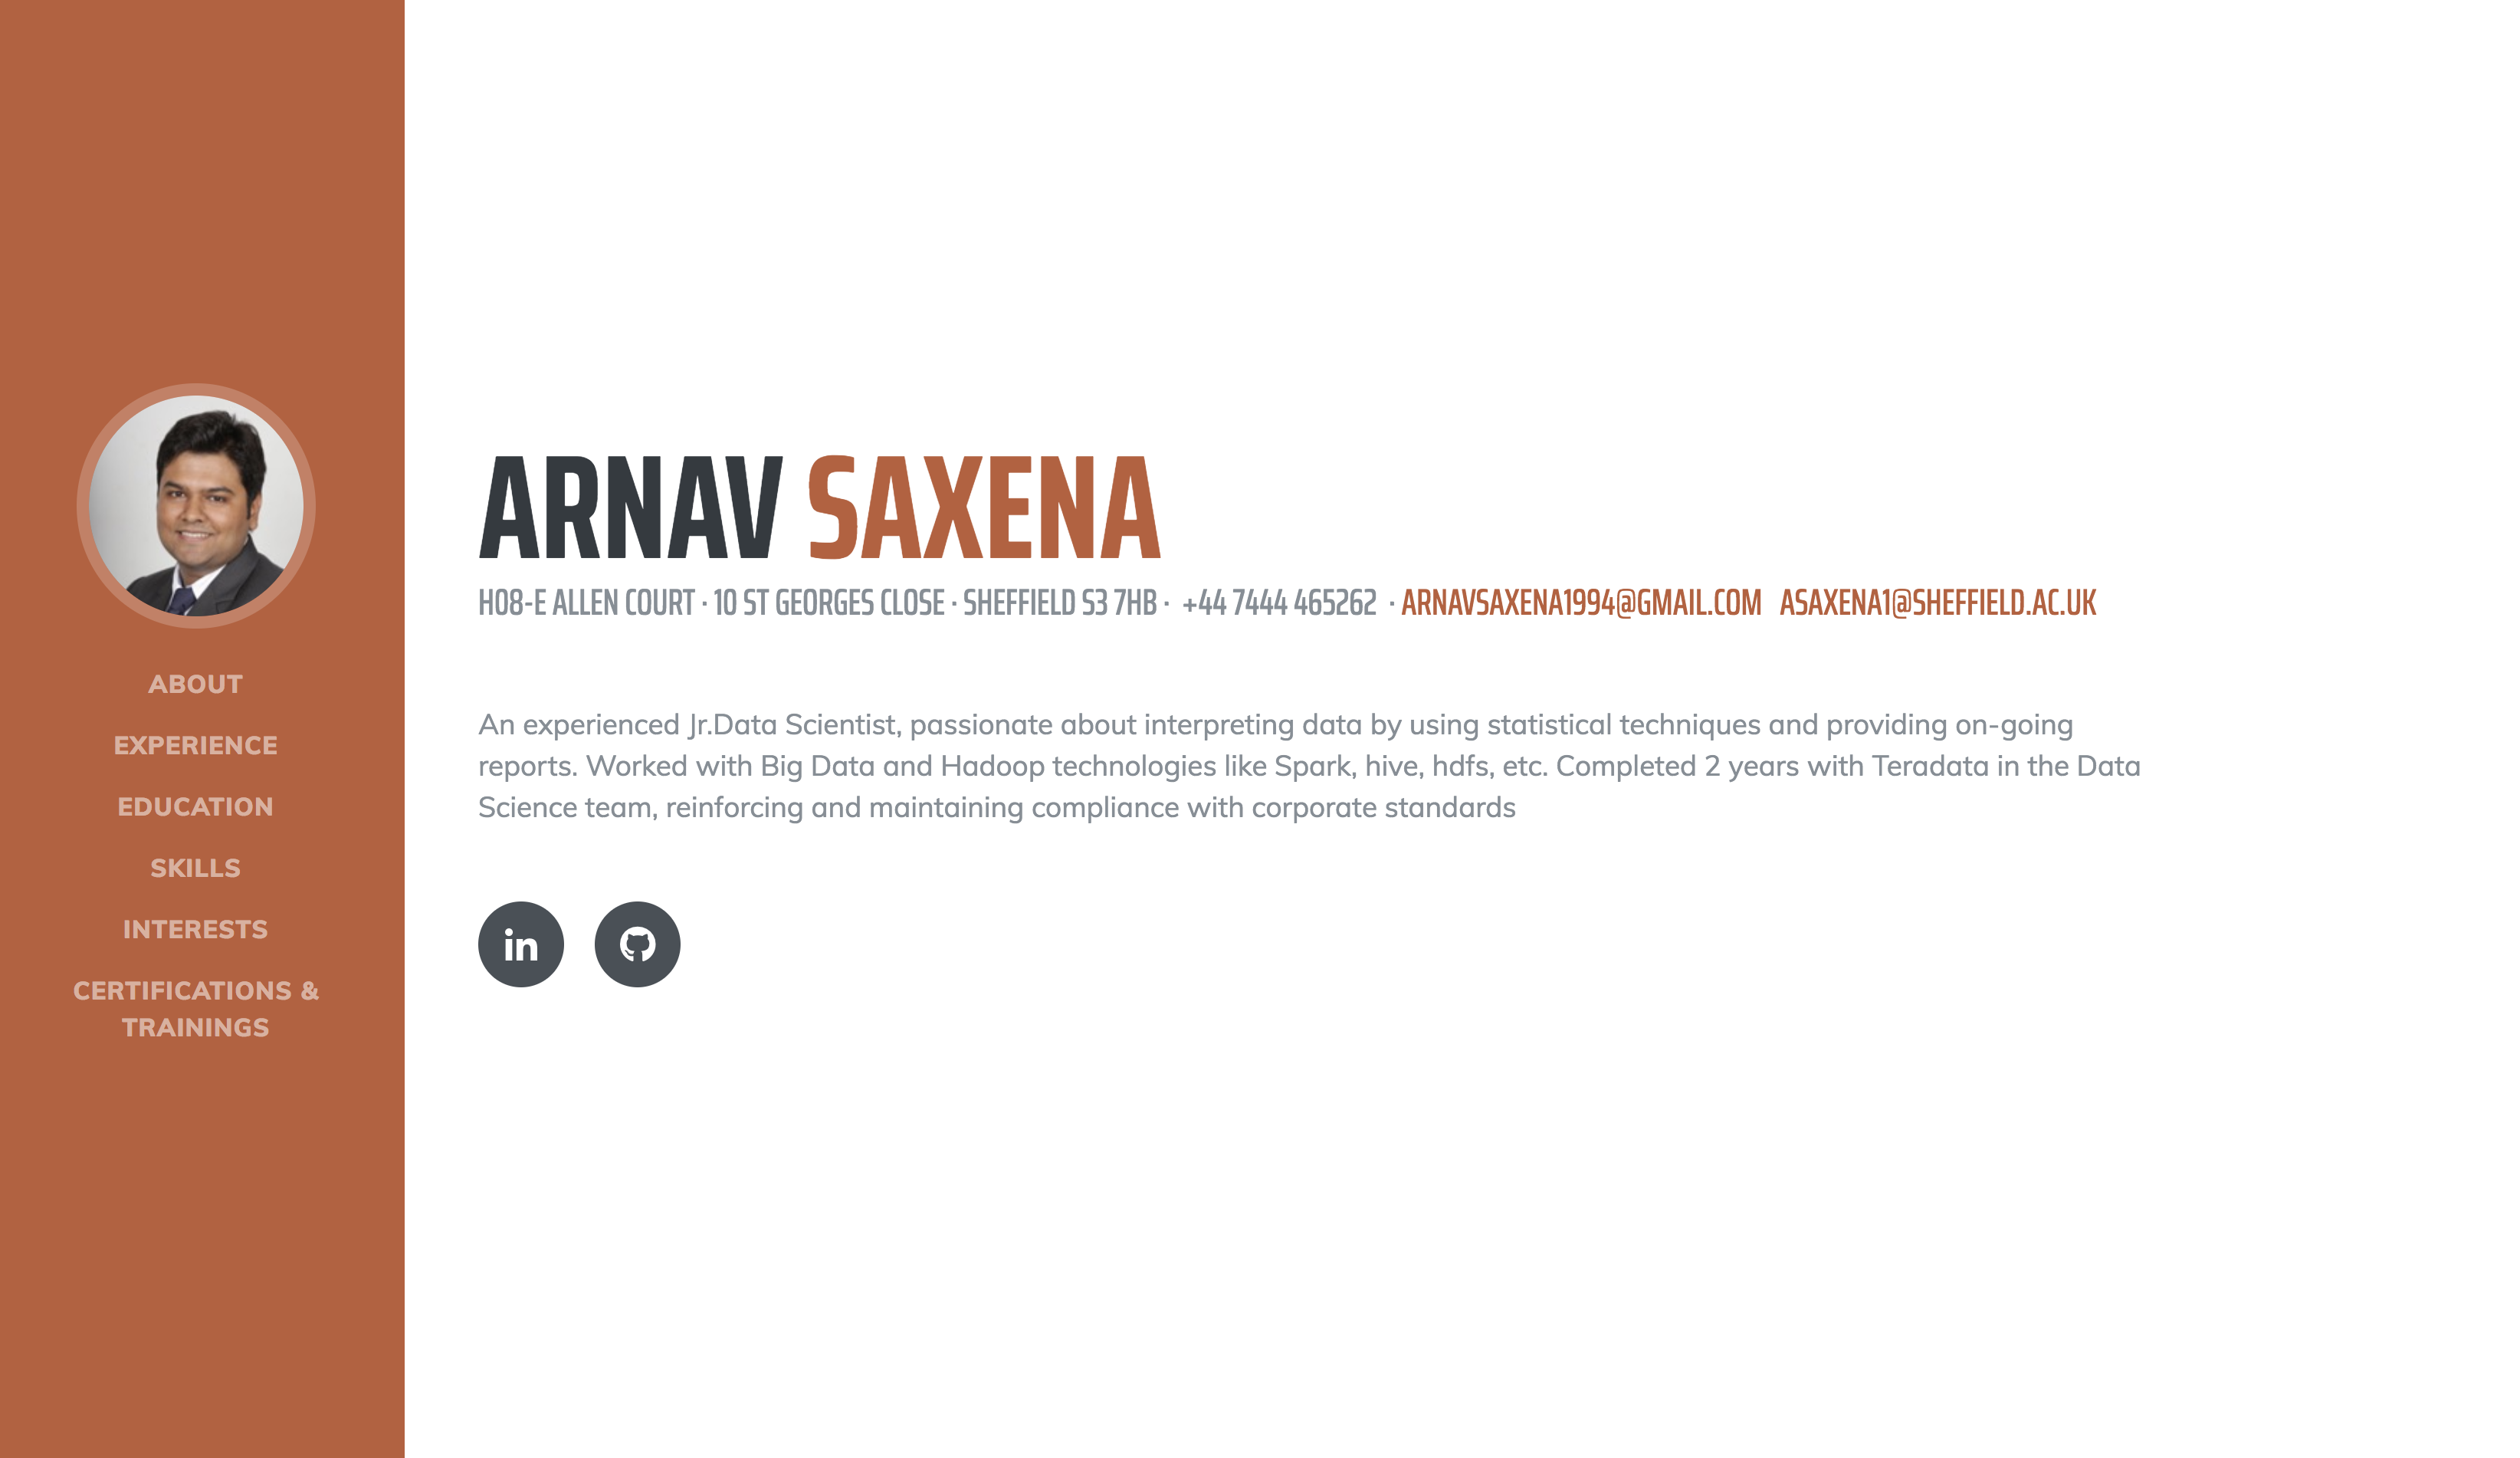 ABOUT
EXPERIENCE
EDUCATION
SKILLS
INTERESTS
CERTIFICATIONS &
TRAININGS
ARNAV SAXENA
H08-E ALLEN COURT · 10 ST GEORGES CLOSE · SHEFFIELD S3 7HB · +44 7444 465262 · ARNAVSAXENA1994@GMAIL.COM ASAXENA1@SHEFFIELD.AC.UK
An experienced Jr.Data Scientist, passionate about interpreting data by using statistical techniques and providing on-going
reports. Worked with Big Data and Hadoop technologies like Spark, hive, hdfs, etc. Completed 2 years with Teradata in the Data
Science team, reinforcing and maintaining compliance with corporate standards
in